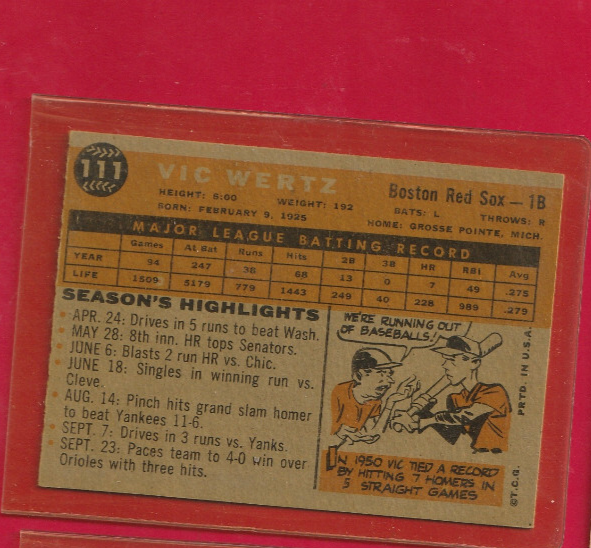 111
VIC WERTZ
Boston Red Sox — 1B
HEIGHT: 6:00 WEIGHT: 192 BATS: L THROWS: R
BORN: FEBRUARY 9, 1925 HOME: GROSSE POINTE, MICH.
MAJOR LEAGUE BATTING RECORD
Games At Bat Runs Hits 2B 3B HR RBI Avg
YEAR 94 247 38 68 13 0 7 49 .275
LIFE 1509 5179 779 1443 249 40 228 989 .279
SEASON'S HIGHLIGHTS
• APR. 24: Drives in 5 runs to beat Wash.
• MAY 28: 8th inn. HR tops Senators.
• JUNE 6: Blasts 2 run HR vs. Chic.
• JUNE 18: Singles in winning run vs.
Cleve.
• AUG. 14: Pinch hits grand slam homer
to beat Yankees 11-6.
• SEPT. 7: Drives in 3 runs vs. Yanks.
• SEPT. 23: Paces team to 4-0 win over
Orioles with three hits.
WE'RE RUNNING OUT
OF BASEBALLS!
IN 1950 VIC TIED A RECORD
BY HITTING 7 HOMERS IN
5 STRAIGHT GAMES
©T.C.G. PRTD. IN U.S.A.